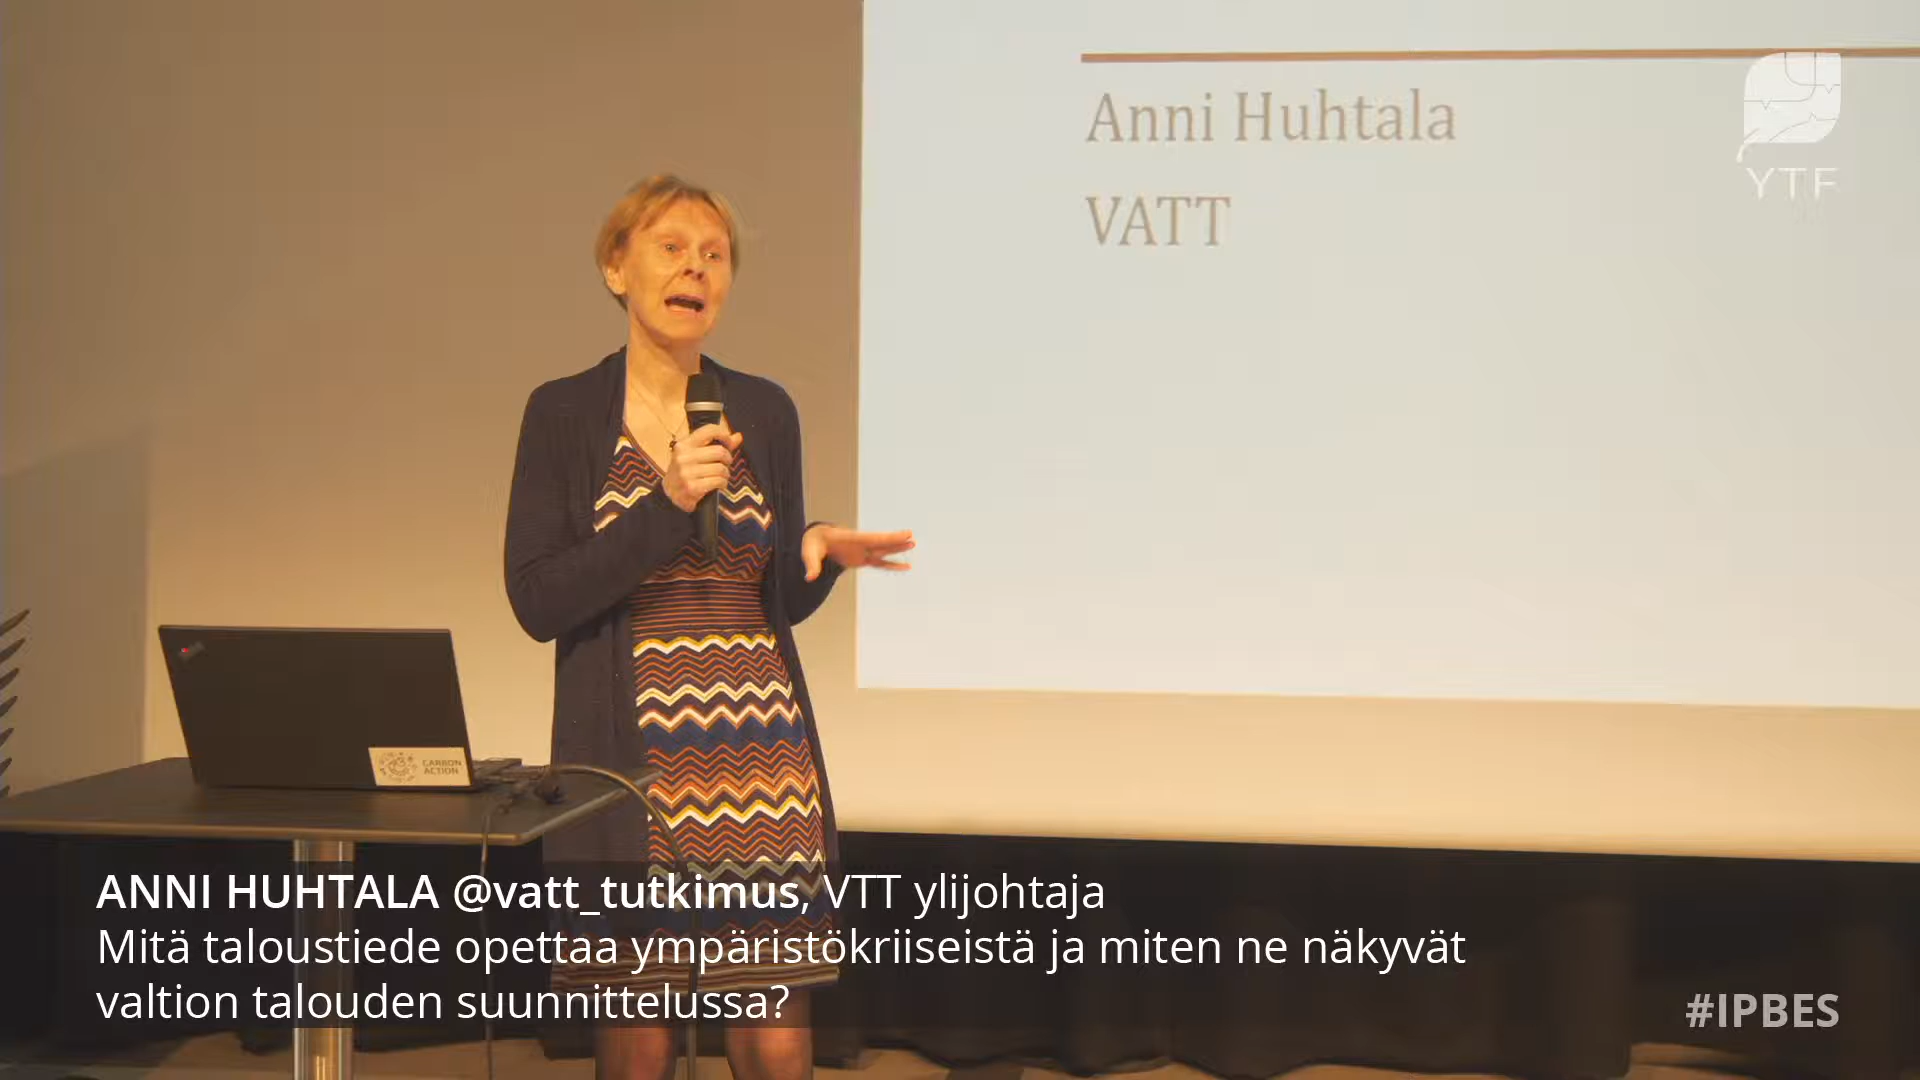 Anni Huhtala
VATT
YTF
CARBON
ACTION
ANNI HUHTALA @vatt_tutkimus, VTT ylijohtaja
Mitä taloustiede opettaa ympäristökriiseistä ja miten ne näkyvät
valtion talouden suunnittelussa?
#IPBES